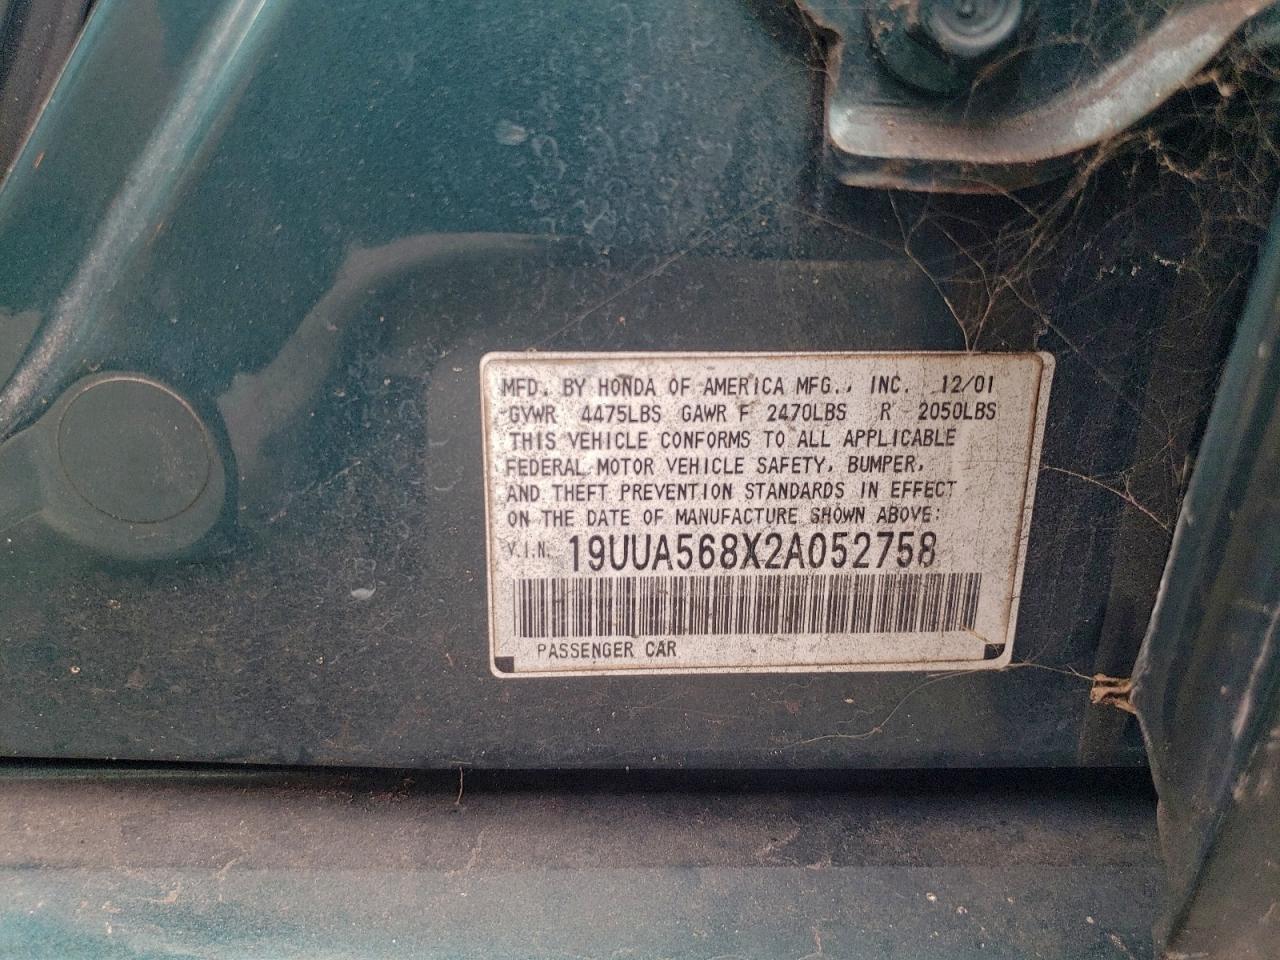 MFD. BY HONDA OF AMERICA MFG., INC. 12/01
GVWR 4475LBS GAWR F 2470LBS R 2050LBS
THIS VEHICLE CONFORMS TO ALL APPLICABLE
FEDERAL MOTOR VEHICLE SAFETY, BUMPER,
AND THEFT PREVENTION STANDARDS IN EFFECT
ON THE DATE OF MANUFACTURE SHOWN ABOVE:
V.I.N. 19UUA568X2A052758
PASSENGER CAR